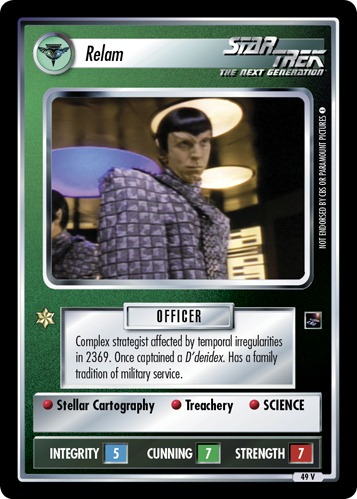 Relam
STAR TREK
THE NEXT GENERATION
NOT ENDORSED BY CBS OR PARAMOUNT PICTURES
OFFICER
Complex strategist affected by temporal irregularities
in 2369. Once captained a D'deridex. Has a family
tradition of military service.
Stellar Cartography Treachery SCIENCE
INTEGRITY 5 CUNNING 7 STRENGTH 7
49 V